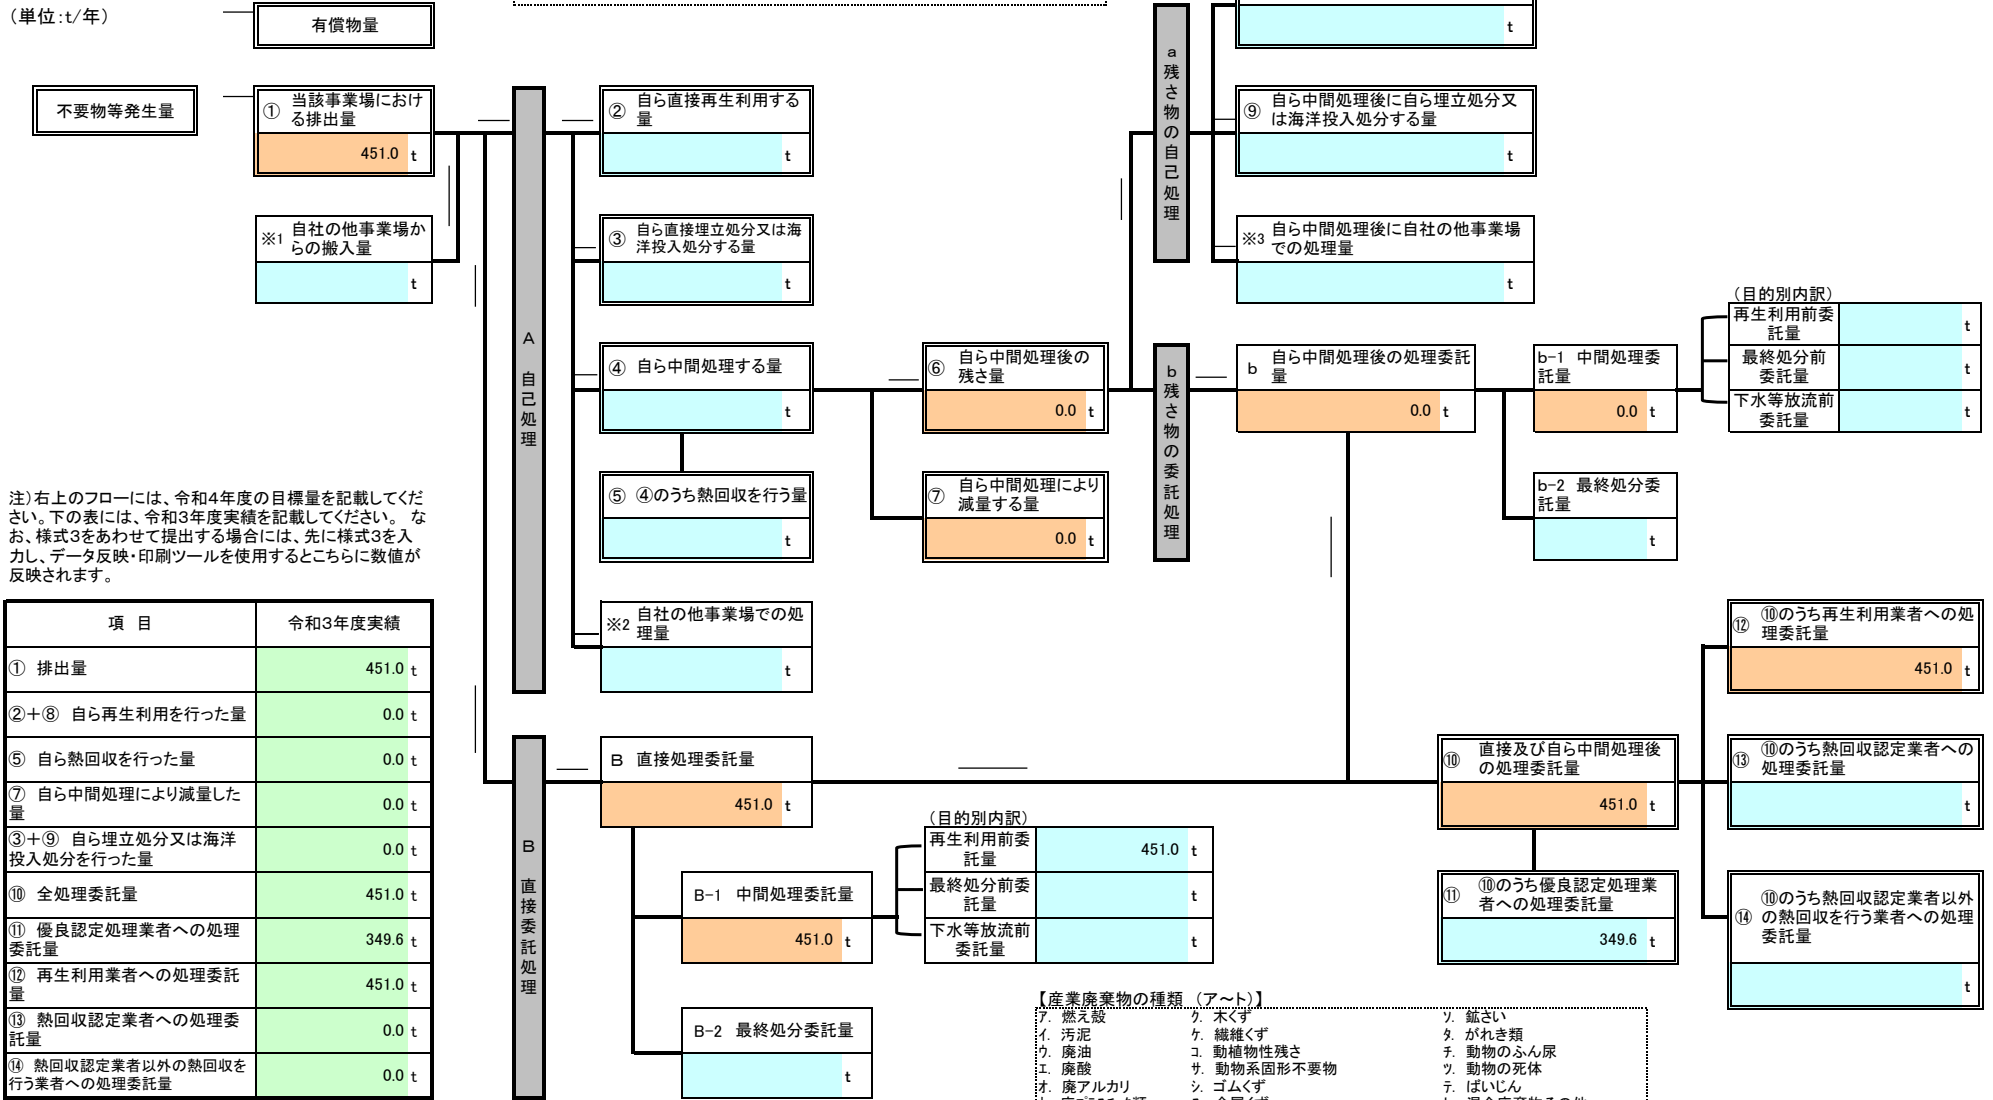 （単位：t/年）
有償物量
不要物等発生量
① 当該事業場におけ
る排出量
451.0 t
※1 自社の他事業場か
らの搬入量
t
A 自己処理
② 自ら直接再生利用する
量
t
③ 自ら直接埋立処分又は海
洋投入処分する量
t
④ 自ら中間処理する量
t
⑤ ④のうち熱回収を行う量
t
※2 自社の他事業場での処
理量
t
⑥ 自ら中間処理後の
残さ量
0.0 t
⑦ 自ら中間処理により
減量する量
0.0 t
a 残さ物の自己処理
t
⑨ 自ら中間処理後に自ら埋立処分又
は海洋投入処分する量
t
※3 自ら中間処理後に自社の他事業場
での処理量
t
b 残さ物の委託処理
b 自ら中間処理後の処理委託
量
0.0 t
b-1 中間処理委
託量
0.0 t
（目的別内訳）
再生利用前委
託量
t
最終処分前
委託量
t
下水等放流前
委託量
t
b-2 最終処分委
託量
t
注）右上のフローには、令和4年度の目標量を記載してくだ
さい。下の表には、令和3年度実績を記載してください。 な
お、様式3をあわせて提出する場合には、先に様式3を入
力し、データ反映・印刷ツールを使用するとこちらに数値が
反映されます。
項 目 令和3年度実績
① 排出量 451.0 t
②＋⑧ 自ら再生利用を行った量 0.0 t
⑤ 自ら熱回収を行った量 0.0 t
⑦ 自ら中間処理により減量した
量 0.0 t
③＋⑨ 自ら埋立処分又は海洋
投入処分を行った量 0.0 t
⑩ 全処理委託量 451.0 t
⑪ 優良認定処理業者への処理
委託量 349.6 t
⑫ 再生利用業者への処理委託
量 451.0 t
⑬ 熱回収認定業者への処理委
託量 0.0 t
⑭ 熱回収認定業者以外の熱回収を
行う業者への処理委託量 0.0 t
B 直接委託処理
B 直接処理委託量
451.0 t
B-1 中間処理委託量
451.0 t
（目的別内訳）
再生利用前委
託量
451.0 t
最終処分前委
託量
t
下水等放流前
委託量
t
B-2 最終処分委託量
t
⑩ 直接及び自ら中間処理後
の処理委託量
451.0 t
⑪ ⑩のうち優良認定処理業
者への処理委託量
349.6 t
⑫ ⑩のうち再生利用業者への処
理委託量
451.0 t
⑬ ⑩のうち熱回収認定業者への
処理委託量
t
⑭ ⑩のうち熱回収認定業者以外
の熱回収を行う業者への処理
委託量
t
【産業廃棄物の種類 （ア～ト）】
ア. 燃え殻 ク. 木くず ソ. 鉱さい
イ. 汚泥 ケ. 繊維くず タ. がれき類
ウ. 廃油 コ. 動植物性残さ チ. 動物のふん尿
エ. 廃酸 サ. 動物系固形不要物 ツ. 動物の死体
オ. 廃アルカリ シ. ゴムくず テ. ばいじん